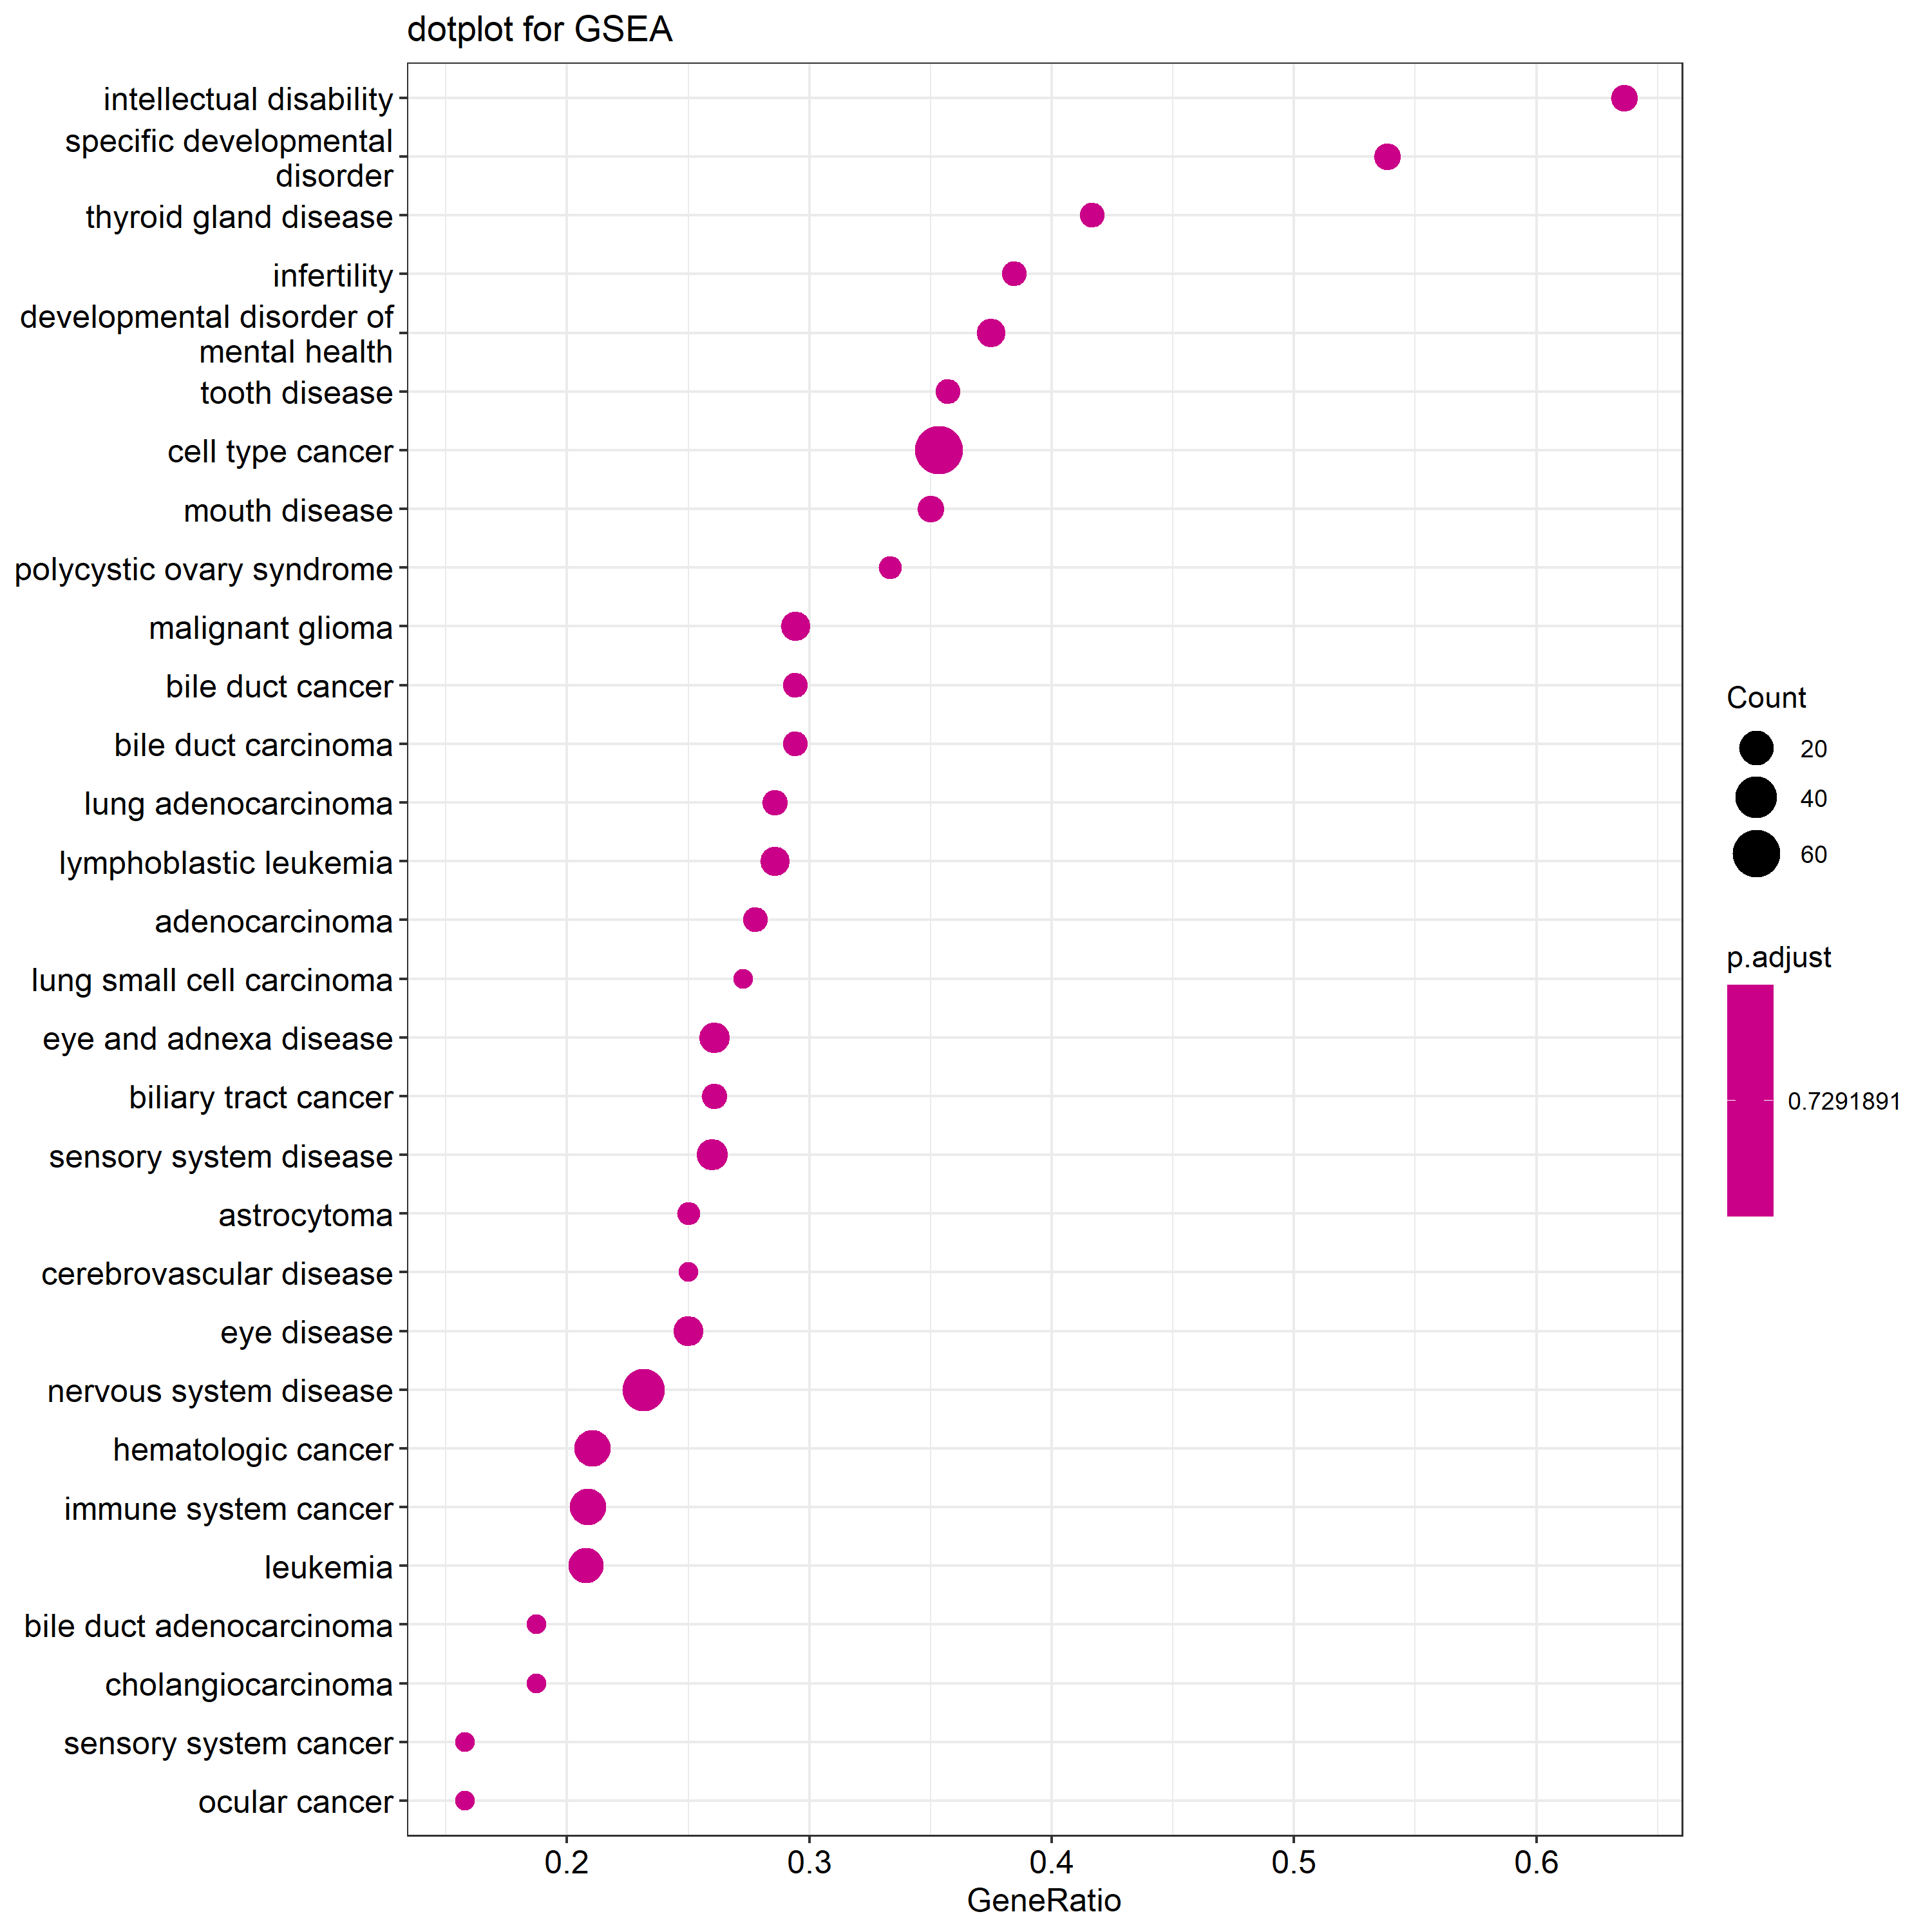 dotplot for GSEA
intellectual disability
specific developmental
disorder
thyroid gland disease
infertility
developmental disorder of
mental health
tooth disease
cell type cancer
mouth disease
polycystic ovary syndrome
malignant glioma
bile duct cancer
bile duct carcinoma
lung adenocarcinoma
lymphoblastic leukemia
adenocarcinoma
lung small cell carcinoma
eye and adnexa disease
biliary tract cancer
sensory system disease
astrocytoma
cerebrovascular disease
eye disease
nervous system disease
hematologic cancer
immune system cancer
leukemia
bile duct adenocarcinoma
cholangiocarcinoma
sensory system cancer
ocular cancer
0.2 0.3 0.4 0.5 0.6
GeneRatio
Count
20
40
60
p.adjust
0.7291891